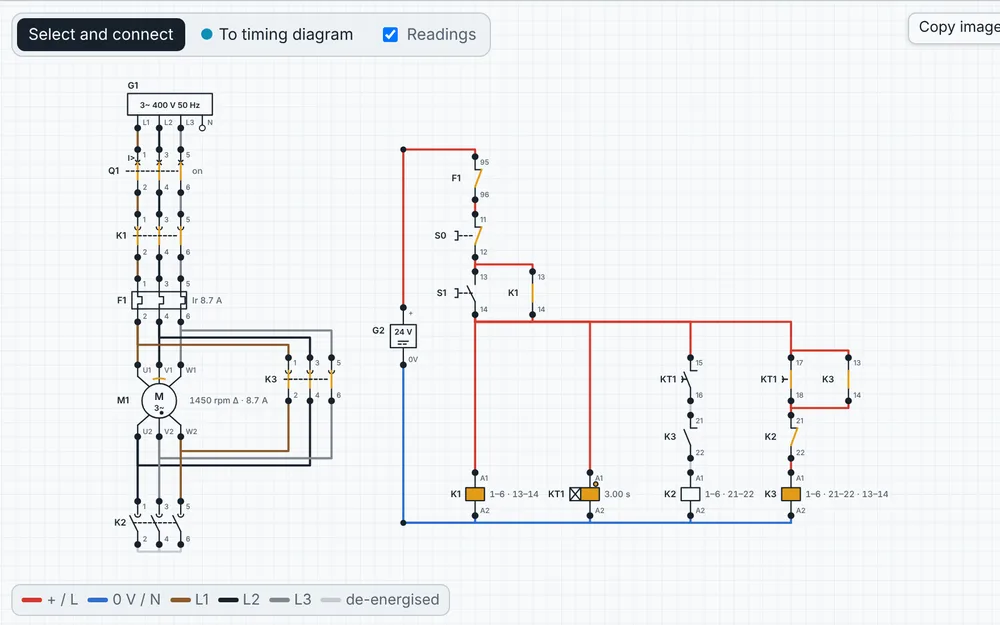 Select and connect
To timing diagram
Readings
Copy image
G1
3~ 400 V 50 Hz
L1 L2 L3 N
I>
1 3 5
Q1
on
2 4 6
1 3 5
K1
2 4 6
1 3 5
F1
Ir 8.7 A
2 4 6
U1 V1 W1
1 3 5
K3
2 4 6
M1
M
3~
1450 rpm Δ · 8.7 A
U2 V2 W2
1 3 5
K2
2 4 6
95
F1
96
11
S0
12
13
S1
14
13
K1
14
+
G2
24 V
0V
15
KT1
16
21
K3
22
17
KT1
18
13
K3
14
21
K2
22
A1
K1
1–6 · 13–14
A2
A1
KT1
3.00 s
A2
A1
K2
1–6 · 21–22
A2
A1
K3
1–6 · 21–22 · 13–14
A2
+ / L
0 V / N
L1
L2
L3
de-energised